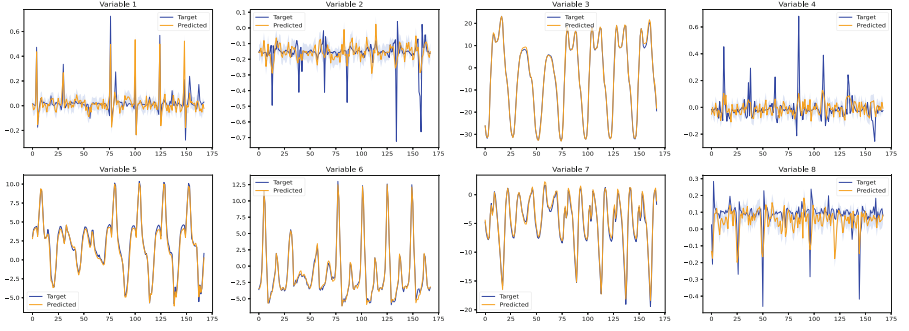 Variable 1
Target
Predicted
0.6
0.4
0.2
0.0
−0.2
0 25 50 75 100 125 150 175
Variable 2
Target
Predicted
0.0
−0.1
−0.2
−0.3
−0.4
−0.5
−0.6
−0.7
0 25 50 75 100 125 150 175
Variable 3
Target
Predicted
20
10
0
−10
−20
−30
0 25 50 75 100 125 150 175
Variable 4
Target
Predicted
0.6
0.4
0.2
0.0
−0.2
0 25 50 75 100 125 150 175
Variable 5
Target
Predicted
10.0
7.5
5.0
2.5
0.0
−2.5
−5.0
0 25 50 75 100 125 150 175
Variable 6
Target
Predicted
12.5
10.0
7.5
5.0
2.5
0.0
−2.5
−5.0
0 25 50 75 100 125 150 175
Variable 7
Target
Predicted
0
−5
−10
−15
−20
0 25 50 75 100 125 150 175
Variable 8
Target
Predicted
0.3
0.2
0.1
0.0
−0.1
−0.2
−0.3
−0.4
0 25 50 75 100 125 150 175